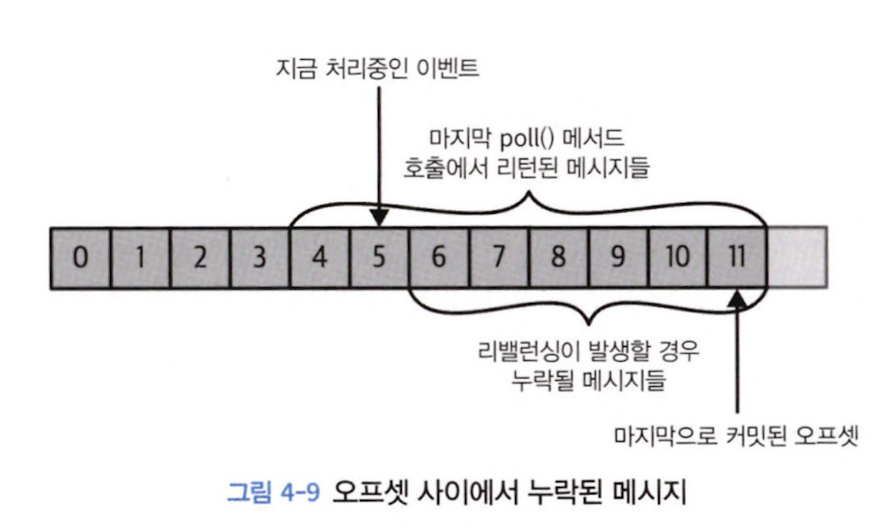 지금 처리중인 이벤트
마지막 poll() 메서드
호출에서 리턴된 메시지들
0 1 2 3 4 5 6 7 8 9 10 11
리밸런싱이 발생할 경우
누락될 메시지들
마지막으로 커밋된 오프셋
그림 4-9 오프셋 사이에서 누락된 메시지